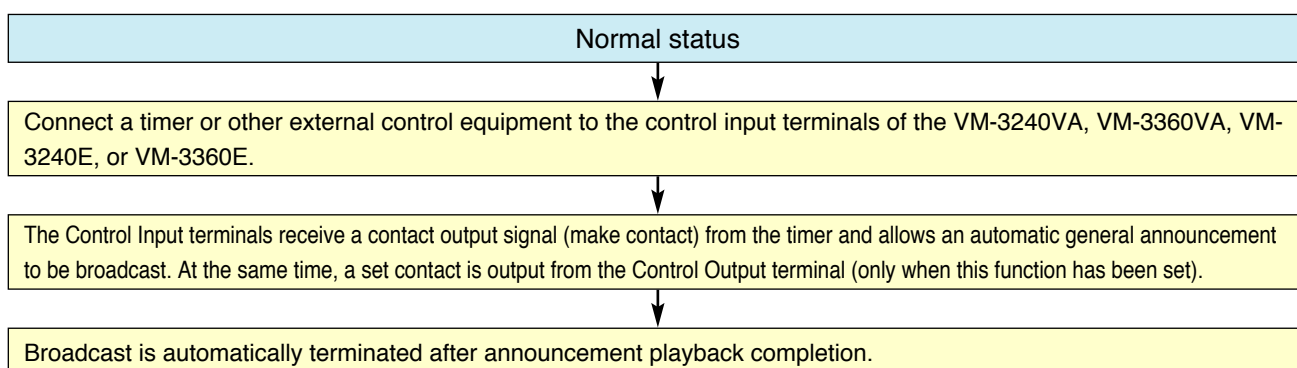 Normal status
Connect a timer or other external control equipment to the control input terminals of the VM-3240VA, VM-3360VA, VM-
3240E, or VM-3360E.
The Control Input terminals receive a contact output signal (make contact) from the timer and allows an automatic general announcement
to be broadcast. At the same time, a set contact is output from the Control Output terminal (only when this function has been set).
Broadcast is automatically terminated after announcement playback completion.